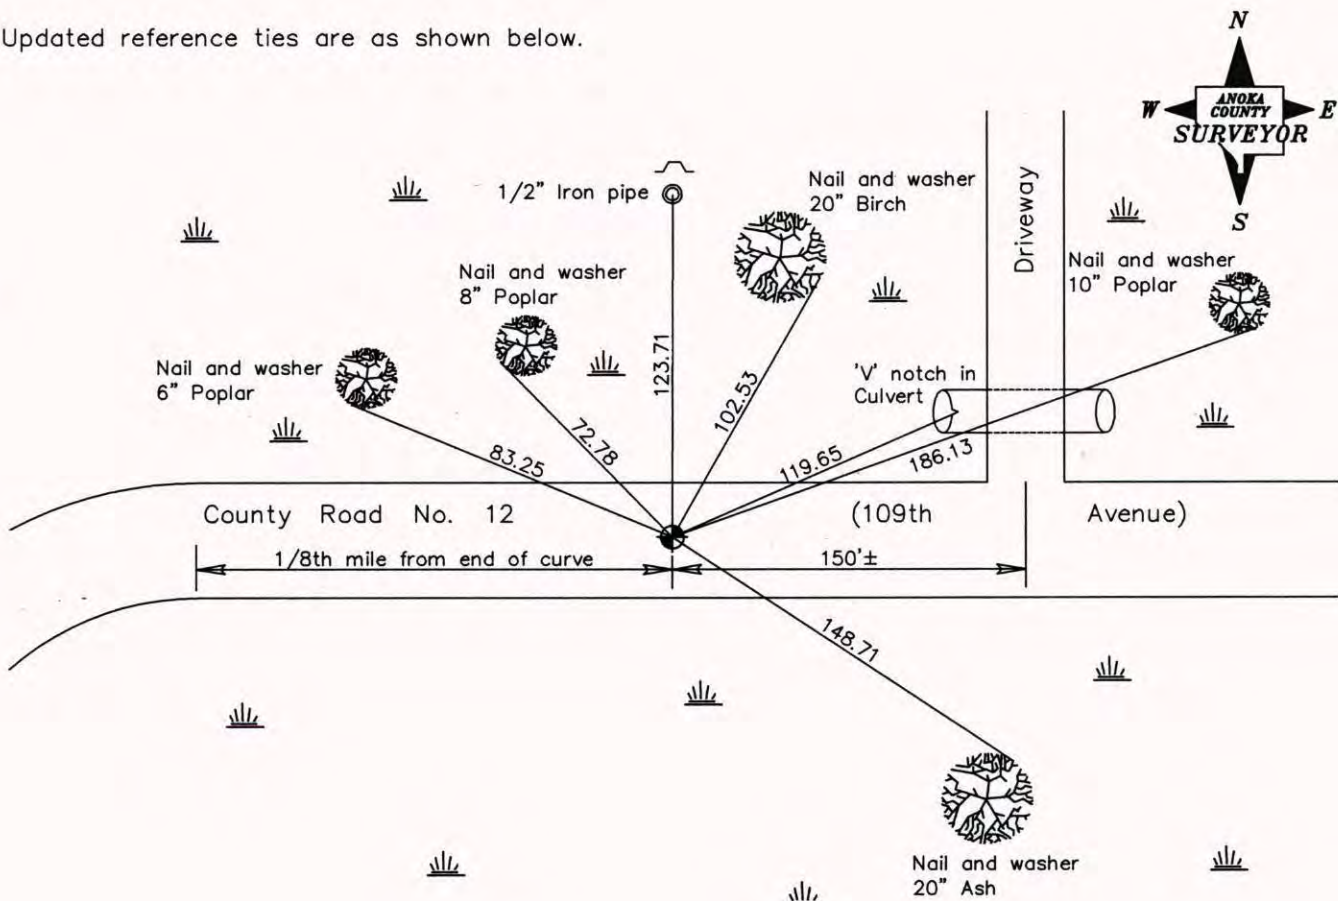 Updated reference ties are as shown below.
N
W
ANOKA
COUNTY
E
SURVEYOR
S
1/2" Iron pipe
Nail and washer
20" Birch
Driveway
Nail and washer
8" Poplar
Nail and washer
10" Poplar
Nail and washer
6" Poplar
'V' notch in
Culvert
123.71
102.53
72.78
83.25
119.65
186.13
County Road No. 12 (109th Avenue)
1/8th mile from end of curve
150'±
148.71
Nail and washer
20" Ash